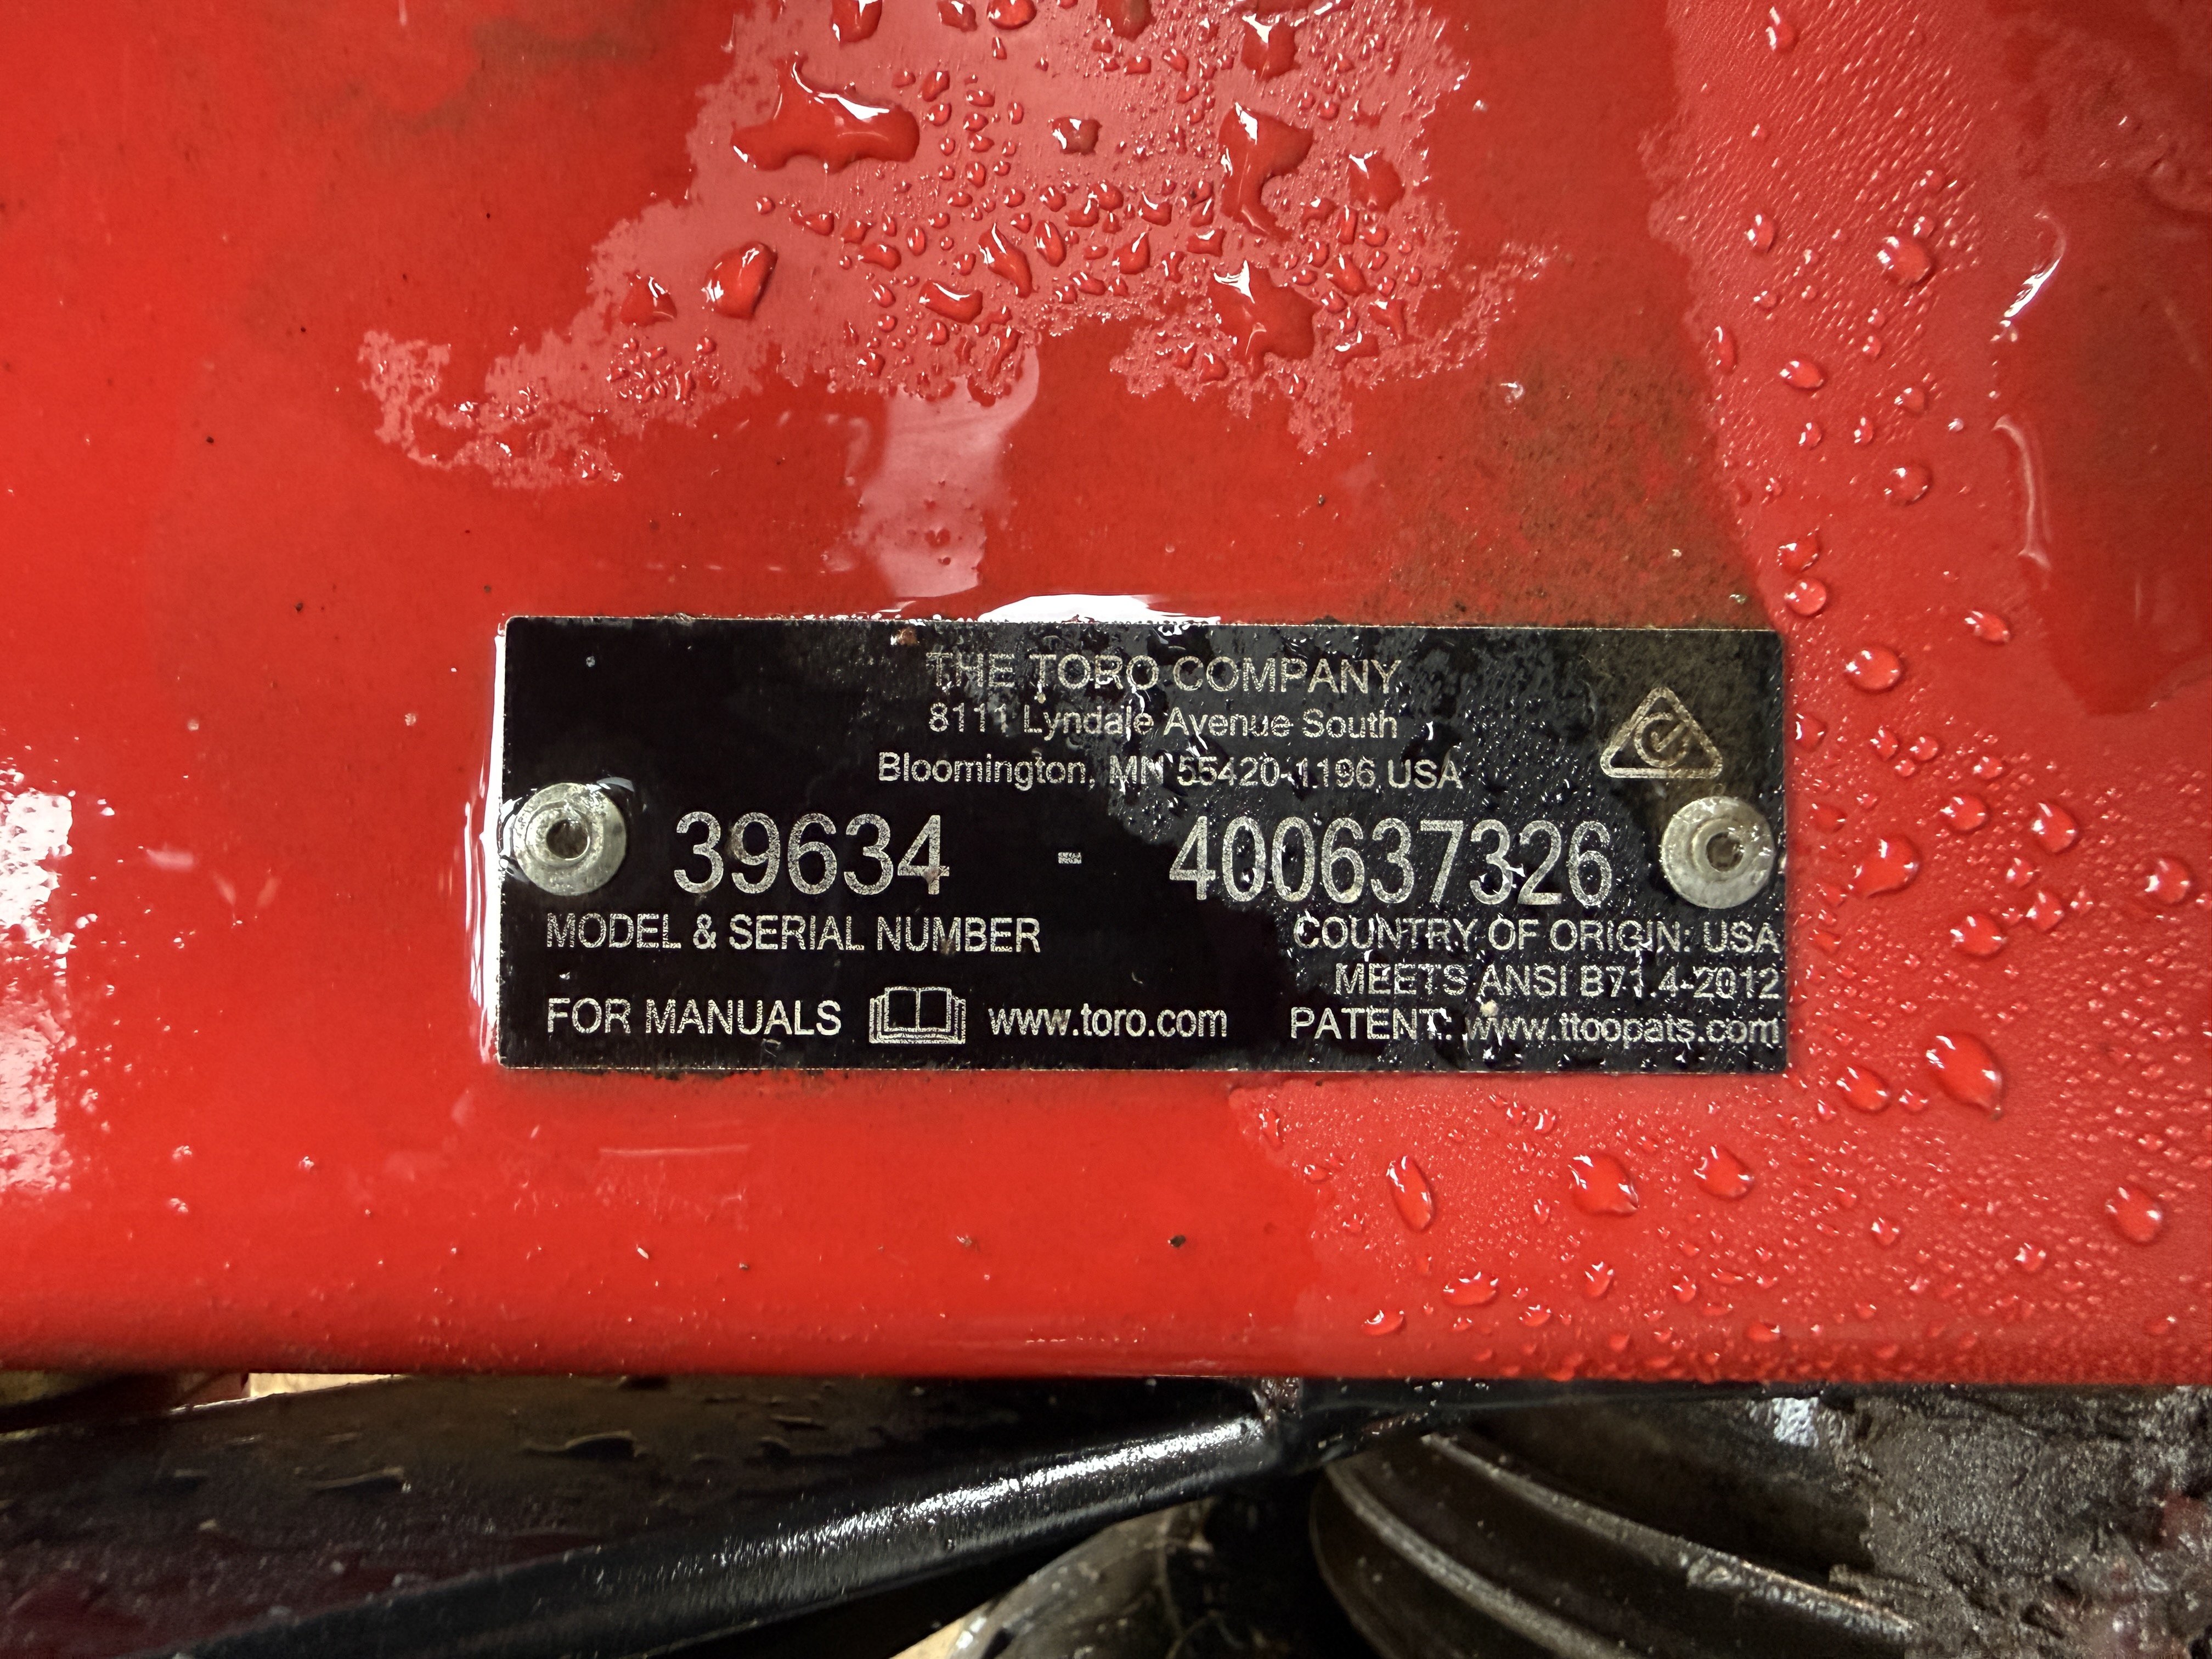 THE TORO COMPANY
8111 Lyndale Avenue South
Bloomington, MN 55420-1196 USA
39634 - 400637326
MODEL & SERIAL NUMBER
COUNTRY OF ORIGIN: USA
MEETS ANSI B71.4-2012
FOR MANUALS www.toro.com
PATENT: www.ttoopats.com